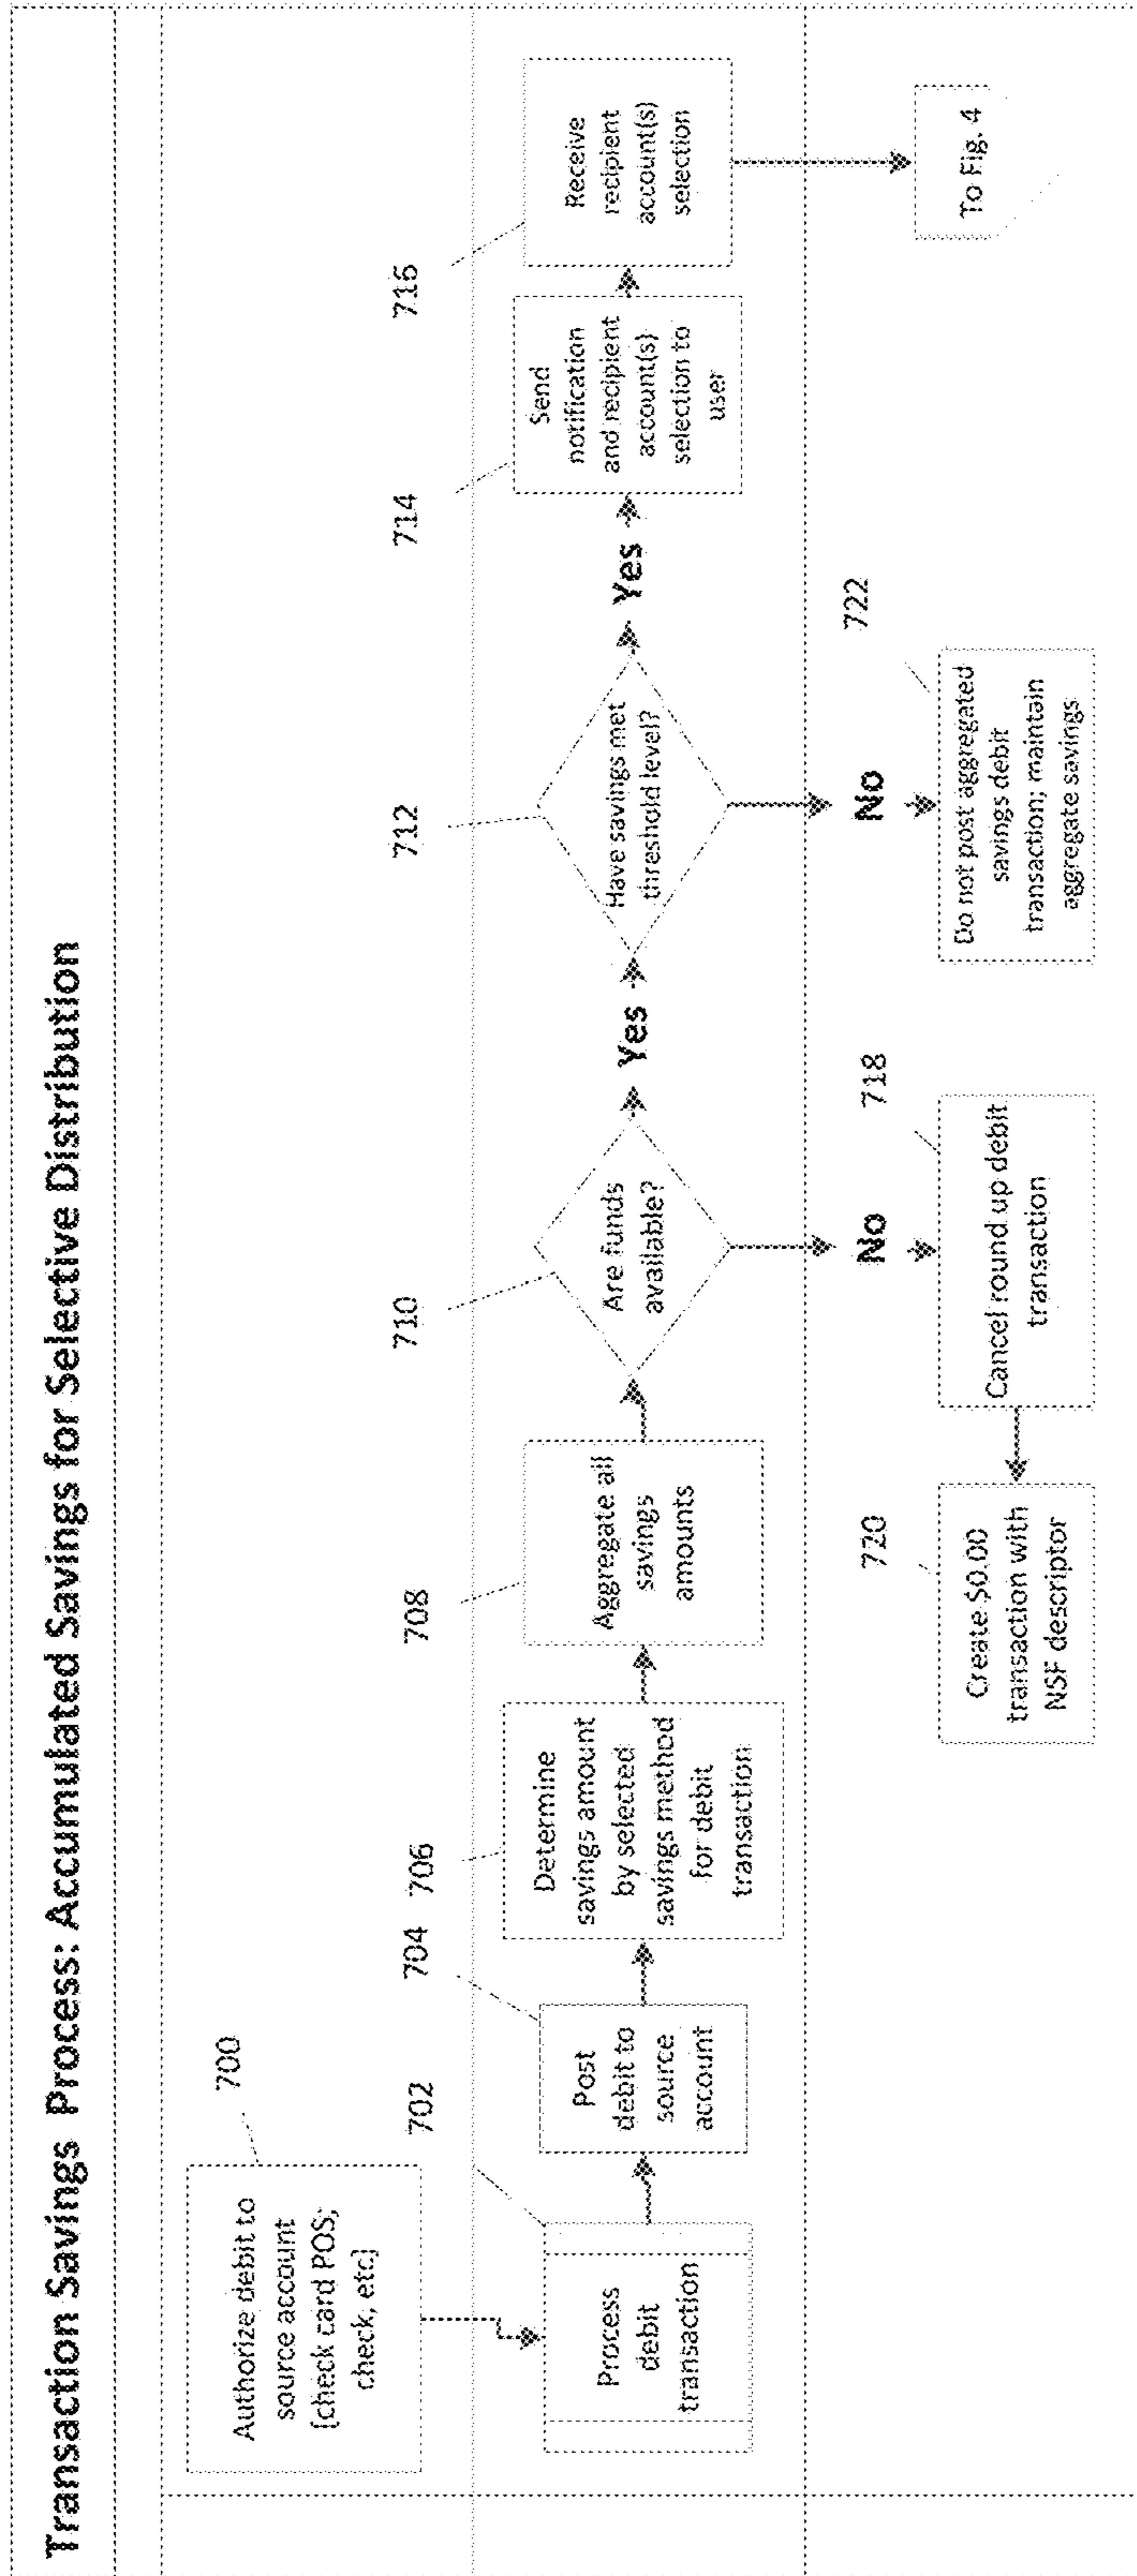 Transaction Savings Process: Accumulated Savings for Selective Distribution
700
Authorize debit to
source account
[check card POS;
check, etc]
702
Process
debit
transaction
704
Post
debit to
source
account
706
Determine
savings amount
by selected
savings method
for debit
transaction
708
Aggregate all
savings
amounts
710
Are funds
available?
Yes
No
718
Cancel round up debit
transaction
720
Create $0.00
transaction with
NSF descriptor
712
Have savings met
threshold level?
Yes
No
722
Do not post aggregated
savings debit
transaction; maintain
aggregate savings
714
Send
notification
and recipient
account(s)
selection to
user
716
Receive
recipient
account(s)
selection
To Fig. 4